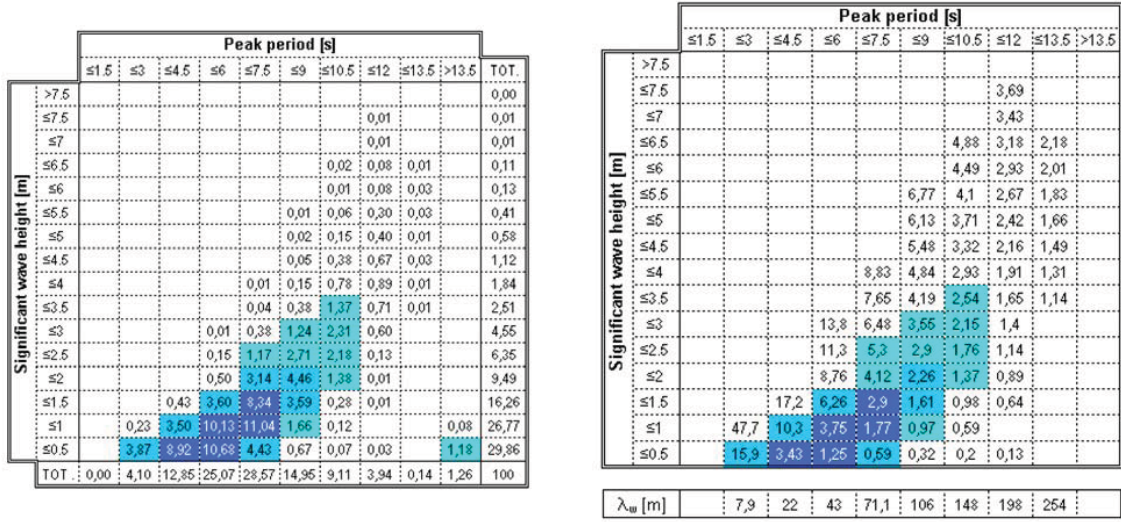 Peak period [s]
≤1.5 ≤3 ≤4.5 ≤6 ≤7.5 ≤9 ≤10.5 ≤12 ≤13.5 >13.5 TOT.
Significant wave height [m]
>7.5 0,00
≤7.5 0,01 0,01
≤7 0,01 0,01
≤6.5 0,02 0,08 0,01 0,11
≤6 0,01 0,08 0,03 0,13
≤5.5 0,01 0,06 0,30 0,03 0,41
≤5 0,02 0,15 0,40 0,01 0,58
≤4.5 0,05 0,38 0,67 0,03 1,12
≤4 0,01 0,15 0,78 0,89 0,01 1,84
≤3.5 0,04 0,38 1,37 0,71 0,01 2,51
≤3 0,01 0,38 1,24 2,31 0,60 4,55
≤2.5 0,15 1,17 2,71 2,18 0,13 6,35
≤2 0,50 3,14 4,46 1,38 0,01 9,49
≤1.5 0,43 3,60 8,34 3,59 0,28 0,01 16,26
≤1 0,23 3,50 10,13 11,04 1,66 0,12 0,08 26,77
≤0.5 3,87 8,92 10,68 4,43 0,67 0,07 0,03 1,18 29,86
TOT. 0,00 4,10 12,85 25,07 28,57 14,95 9,11 3,94 0,14 1,26 100
Peak period [s]
≤1.5 ≤3 ≤4.5 ≤6 ≤7.5 ≤9 ≤10.5 ≤12 ≤13.5 >13.5
Significant wave height [m]
>7.5
≤7.5 3,69
≤7 3,43
≤6.5 4,88 3,18 2,18
≤6 4,49 2,93 2,01
≤5.5 6,77 4,1 2,67 1,83
≤5 6,13 3,71 2,42 1,66
≤4.5 5,48 3,32 2,16 1,49
≤4 8,83 4,84 2,93 1,91 1,31
≤3.5 7,65 4,19 2,54 1,65 1,14
≤3 13,8 6,48 3,55 2,15 1,4
≤2.5 11,3 5,3 2,9 1,76 1,14
≤2 8,76 4,12 2,26 1,37 0,89
≤1.5 17,2 6,26 2,9 1,61 0,98 0,64
≤1 47,7 10,3 3,75 1,77 0,97 0,59
≤0.5 15,9 3,43 1,25 0,59 0,32 0,2 0,13
λw [m] 7,9 22 43 71,1 106 148 198 254